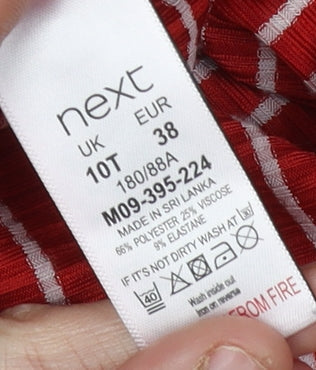 next
UK EUR
10T 38
180/88A
M09-395-224
MADE IN SRI LANKA
66% POLYESTER 25% VISCOSE
9% ELASTANE
IF IT'S NOT DIRTY WASH AT
40
Wash inside out
Iron on reverse
FROM FIRE